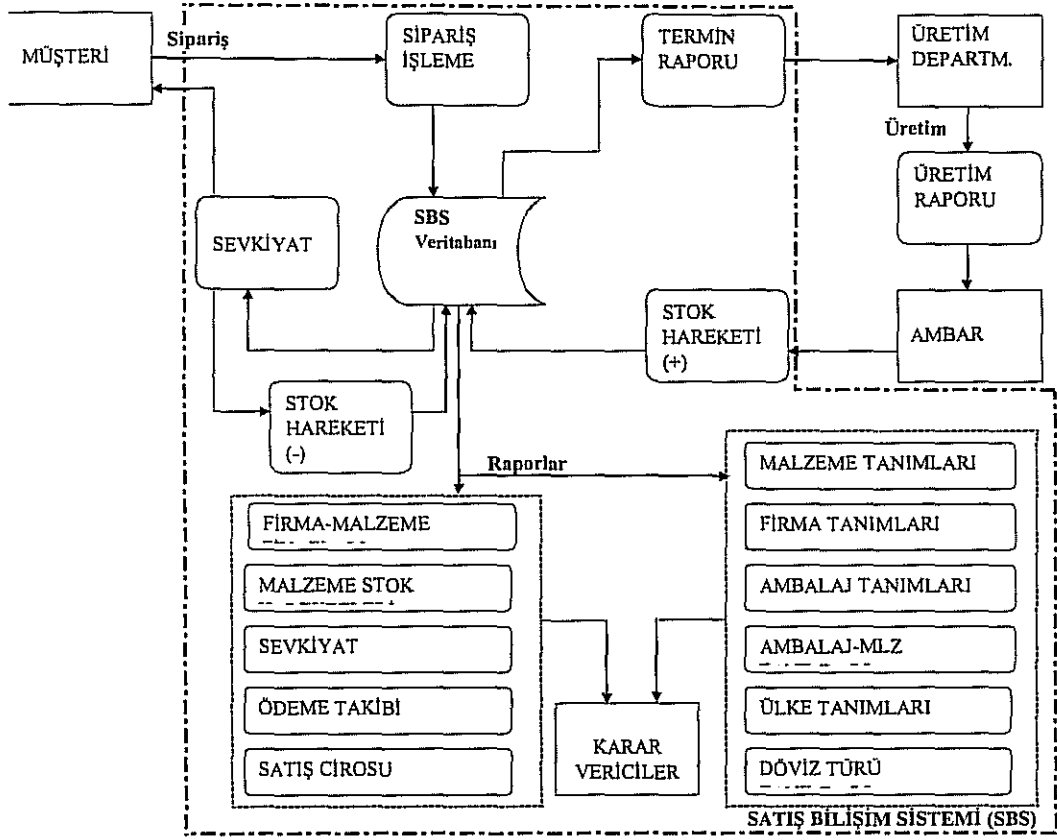 MÜŞTERİ
Sipariş
SİPARİŞ
İŞLEME
TERMİN
RAPORU
ÜRETİM
DEPARTM.
Üretim
ÜRETİM
RAPORU
SEVKİYAT
SBS
Veritabanı
STOK
HAREKETİ
(+)
AMBAR
STOK
HAREKETİ
(-)
Raporlar
FİRMA-MALZEME
MALZEME STOK
SEVKİYAT
ÖDEME TAKİBİ
SATIŞ CİROSU
KARAR
VERİCİLER
MALZEME TANIMLARI
FİRMA TANIMLARI
AMBALAJ TANIMLARI
AMBALAJ-MLZ
ÜLKE TANIMLARI
DÖVİZ TÜRÜ
SATIŞ BİLİŞİM SİSTEMİ (SBS)